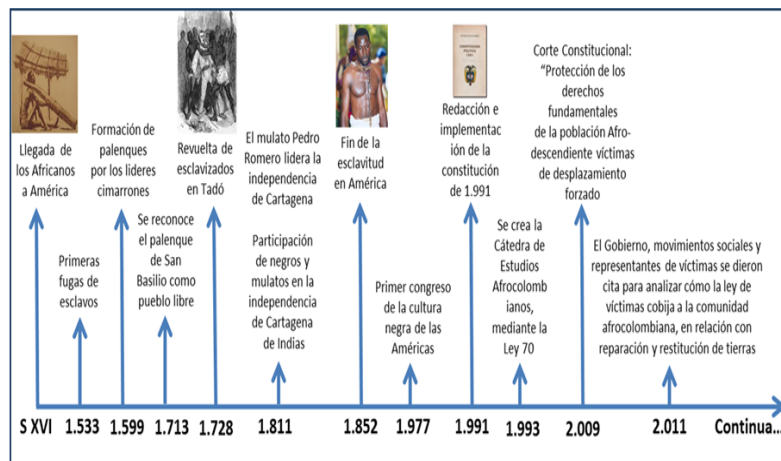 Llegada de
los Africanos
a América
Primeras
fugas de
esclavos
Formación de
palenques
por los lideres
cimarrones
Se reconoce
el palenque
de San
Basilio como
pueblo libre
Revuelta de
esclavizados
en Tadó
El mulato Pedro
Romero lidera la
independencia
de Cartagena
Participación
de negros y
mulatos en la
independencia
de Cartagena
de Indias
Fin de la
esclavitud
en América
Primer congreso
de la cultura
negra de las
Américas
Redacción e
implementac
ión de la
constitución
de 1.991
Se crea la
Cátedra de
Estudios
Afrocolomb
ianos,
mediante la
Ley 70
Corte Constitucional:
“Protección de los
derechos
fundamentales
de la población Afro-
descendiente víctimas
de desplazamiento
forzado
El Gobierno, movimientos sociales y
representantes de víctimas se dieron
cita para analizar cómo la ley de
víctimas cobija a la comunidad
afrocolombiana, en relación con
reparación y restitución de tierras
S XVI 1.533 1.599 1.713 1.728 1.811 1.852 1.977 1.991 1.993 2.009 2.011 Continua...